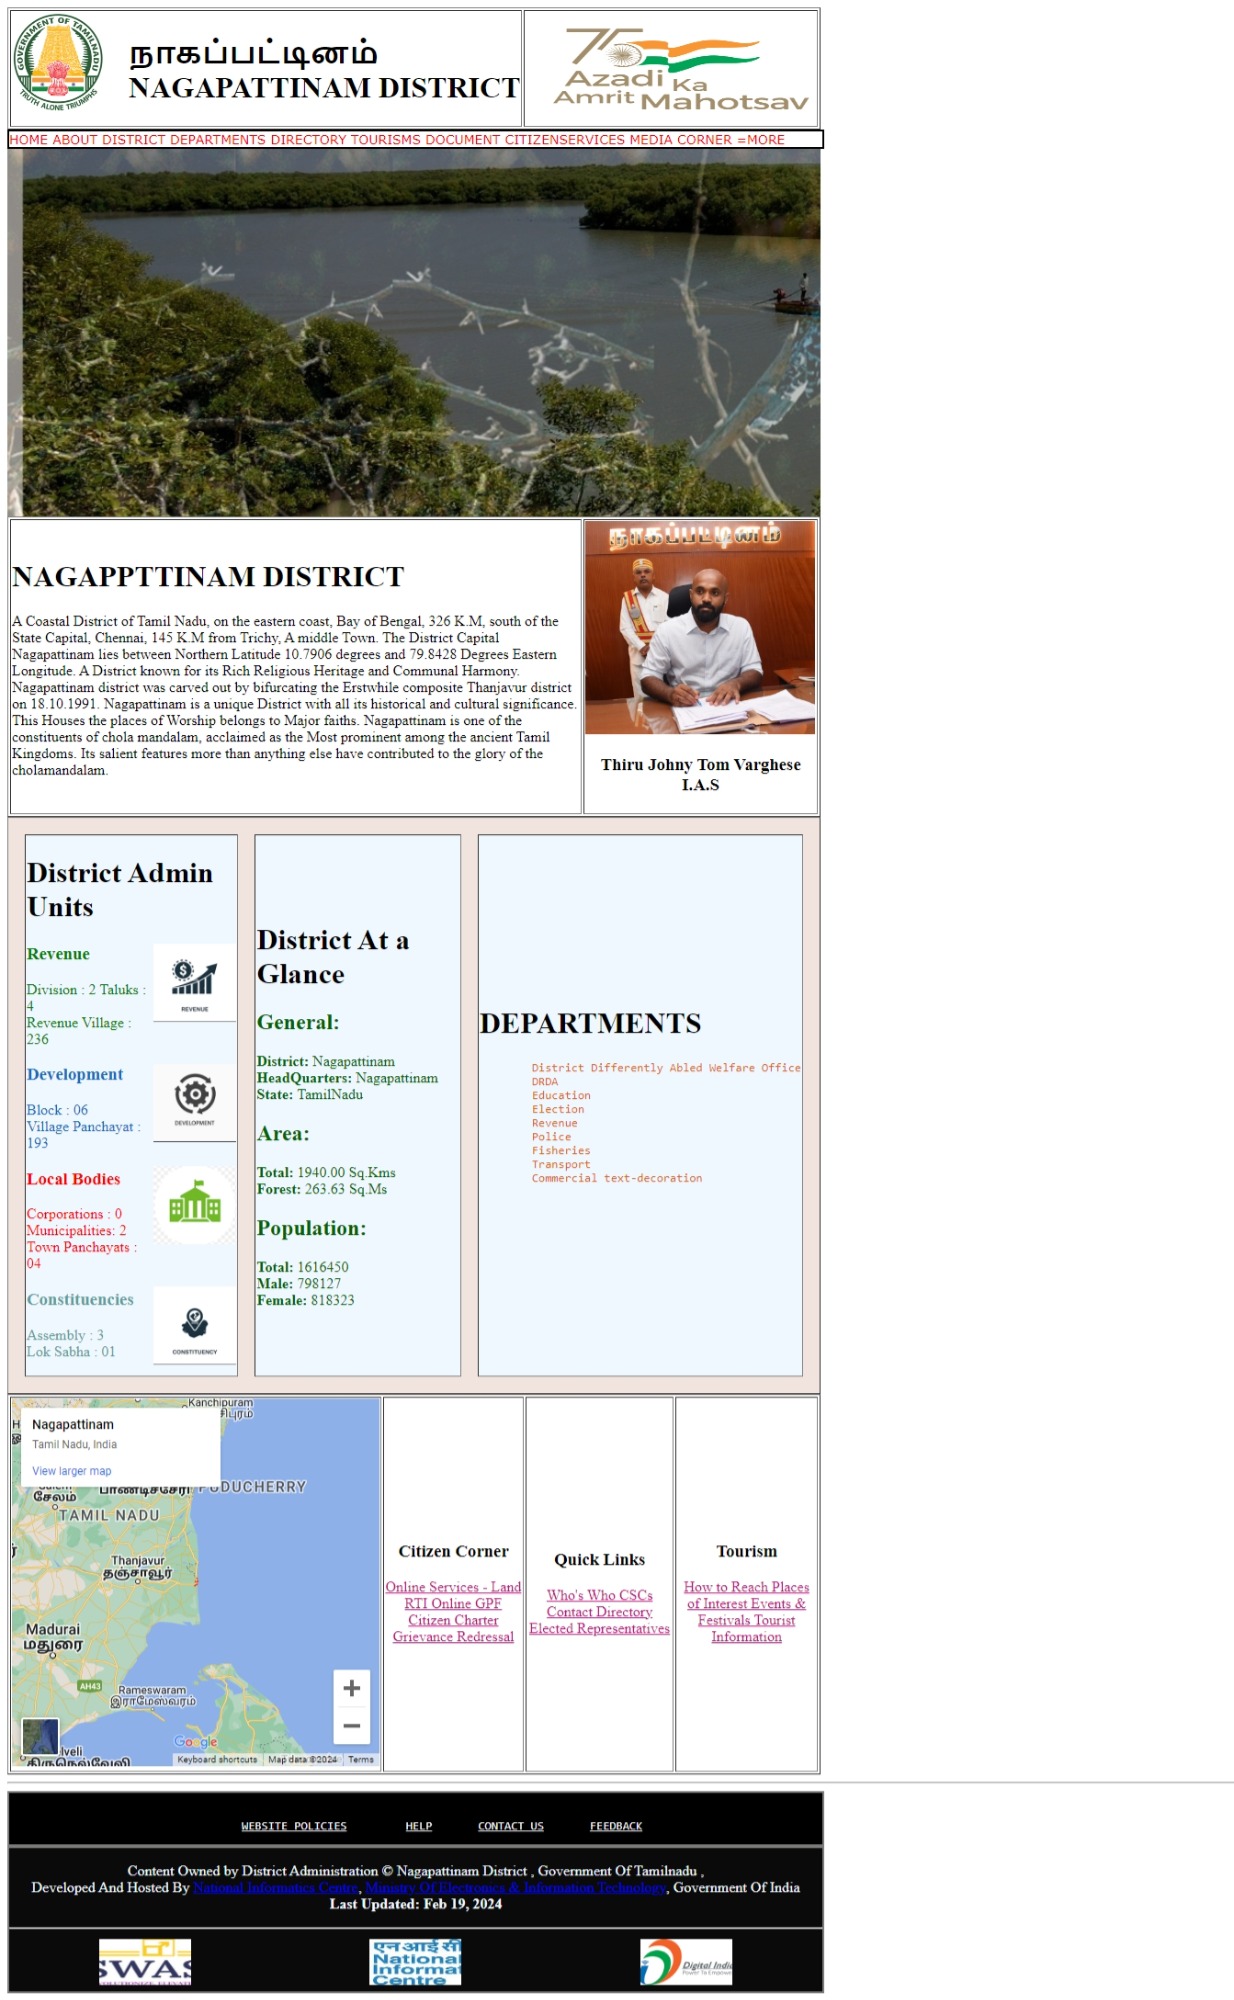 GOVERNMENT OF TAMILNADU
TRUTH ALONE TRIUMPHS
நாகப்பட்டினம்
NAGAPATTINAM DISTRICT
75
Azadi Ka
Amrit Mahotsav
HOME ABOUT DISTRICT DEPARTMENTS DIRECTORY TOURISMS DOCUMENT CITIZENSERVICES MEDIA CORNER =MORE
NAGAPPTTINAM DISTRICT
A Coastal District of Tamil Nadu, on the eastern coast, Bay of Bengal, 326 K.M, south of the
State Capital, Chennai, 145 K.M from Trichy, A middle Town. The District Capital
Nagapattinam lies between Northern Latitude 10.7906 degrees and 79.8428 Degrees Eastern
Longitude. A District known for its Rich Religious Heritage and Communal Harmony.
Nagapattinam district was carved out by bifurcating the Erstwhile composite Thanjavur district
on 18.10.1991. Nagapattinam is a unique District with all its historical and cultural significance.
This Houses the places of Worship belongs to Major faiths. Nagapattinam is one of the
constituents of chola mandalam, acclaimed as the Most prominent among the ancient Tamil
Kingdoms. Its salient features more than anything else have contributed to the glory of the
cholamandalam.
நாகப்பட்டினம்
Thiru Johny Tom Varghese
I.A.S
District Admin
Units
Revenue
Division : 2 Taluks :
4
Revenue Village :
236
REVENUE
Development
Block : 06
Village Panchayat :
193
DEVELOPMENT
Local Bodies
Corporations : 0
Municipalities: 2
Town Panchayats :
04
Constituencies
Assembly : 3
Lok Sabha : 01
CONSTITUENCY
District At a
Glance
General:
District: Nagapattinam
HeadQuarters: Nagapattinam
State: TamilNadu
Area:
Total: 1940.00 Sq.Kms
Forest: 263.63 Sq.Ms
Population:
Total: 1616450
Male: 798127
Female: 818323
DEPARTMENTS
District Differently Abled Welfare Office
DRDA
Education
Election
Revenue
Police
Fisheries
Transport
Commercial text-decoration
Kanchipuram
Nagapattinam
Tamil Nadu, India
View larger map
PUDUCHERRY
சேலம்
TAMIL NADU
Thanjavur
தஞ்சாவூர்
Madurai
மதுரை
AH43
Rameswaram
இராமேஸ்வரம்
Google
Keyboard shortcuts
Map data ©2024
Terms
Citizen Corner
Online Services - Land
RTI Online GPF
Citizen Charter
Grievance Redressal
Quick Links
Who's Who CSCs
Contact Directory
Elected Representatives
Tourism
How to Reach Places
of Interest Events &
Festivals Tourist
Information
WEBSITE POLICIES HELP CONTACT US FEEDBACK
Content Owned by District Administration © Nagapattinam District , Government Of Tamilnadu ,
Developed And Hosted By National Informatics Centre, Ministry Of Electronics & Information Technology, Government Of India
Last Updated: Feb 19, 2024
SWAS
एन आई सी
National
Informa
Centre
Digital India
Power To Empower